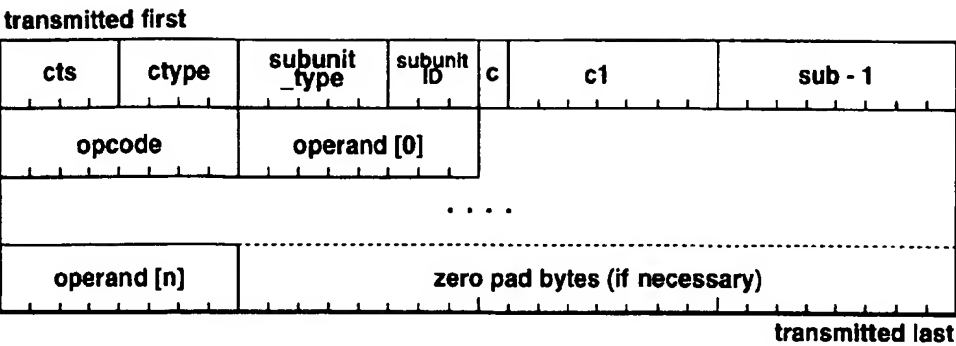 transmitted first
cts ctype subunit _type subunit ID c c1 sub - 1
opcode operand [0]
. . . .
operand [n] zero pad bytes (if necessary)
transmitted last